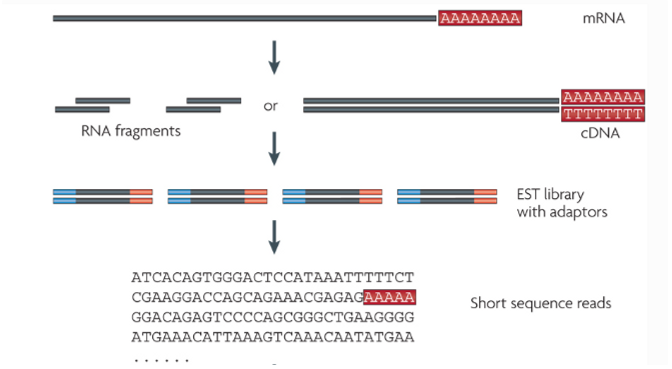 AAAAAAAA mRNA
or
AAAAAAAA
TTTTTTTT
RNA fragments
cDNA
EST library
with adaptors
ATCACAGTGGGACTCCATAAATTTTTCT
CGAAGGACCAGCAGAAACGAGAGAAAAA
GGACAGAGTCCCCAGCGGGCTGAAGGGG
ATGAAACATTAAAGTCAAACAATATGAA
......
Short sequence reads